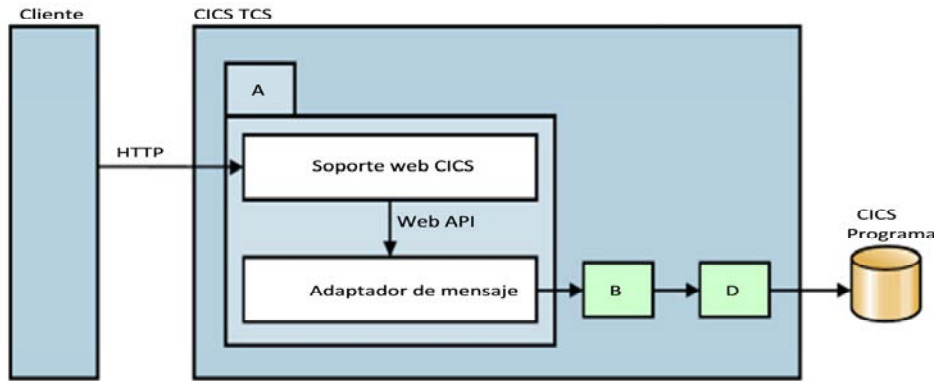 Cliente
CICS TCS
A
HTTP
Soporte web CICS
Web API
Adaptador de mensaje
B
D
CICS
Programa